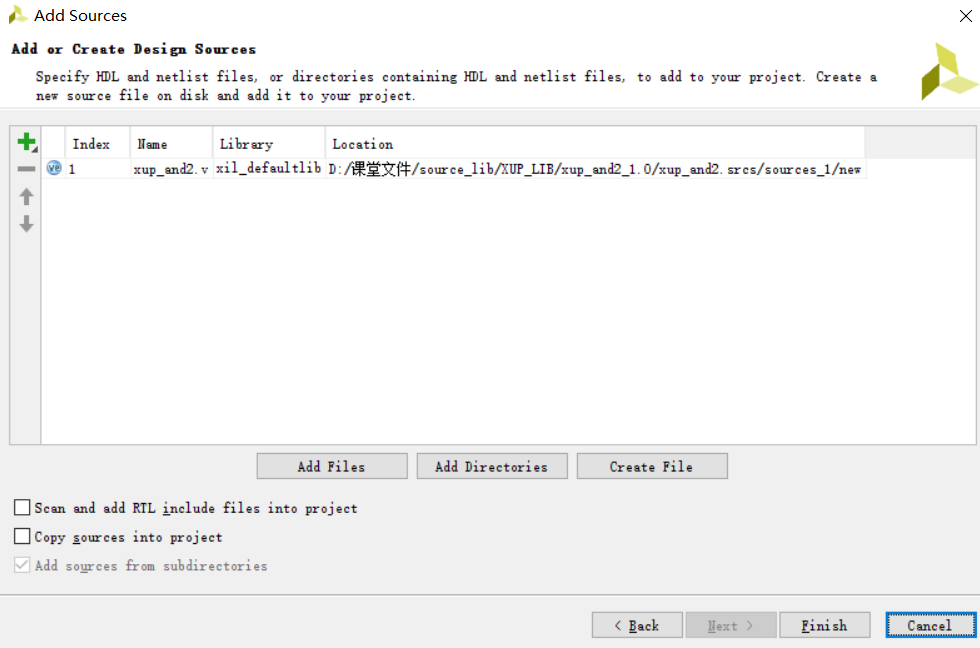 Add Sources
Add or Create Design Sources
Specify HDL and netlist files, or directories containing HDL and netlist files, to add to your project. Create a
new source file on disk and add it to your project.
Index Name Library Location
1 xup_and2.v xil_defaultlib D:/课堂文件/source_lib/XUP_LIB/xup_and2_1.0/xup_and2.srcs/sources_1/new
Add Files Add Directories Create File
Scan and add RTL include files into project
Copy sources into project
Add sources from subdirectories
< Back Next > Finish Cancel